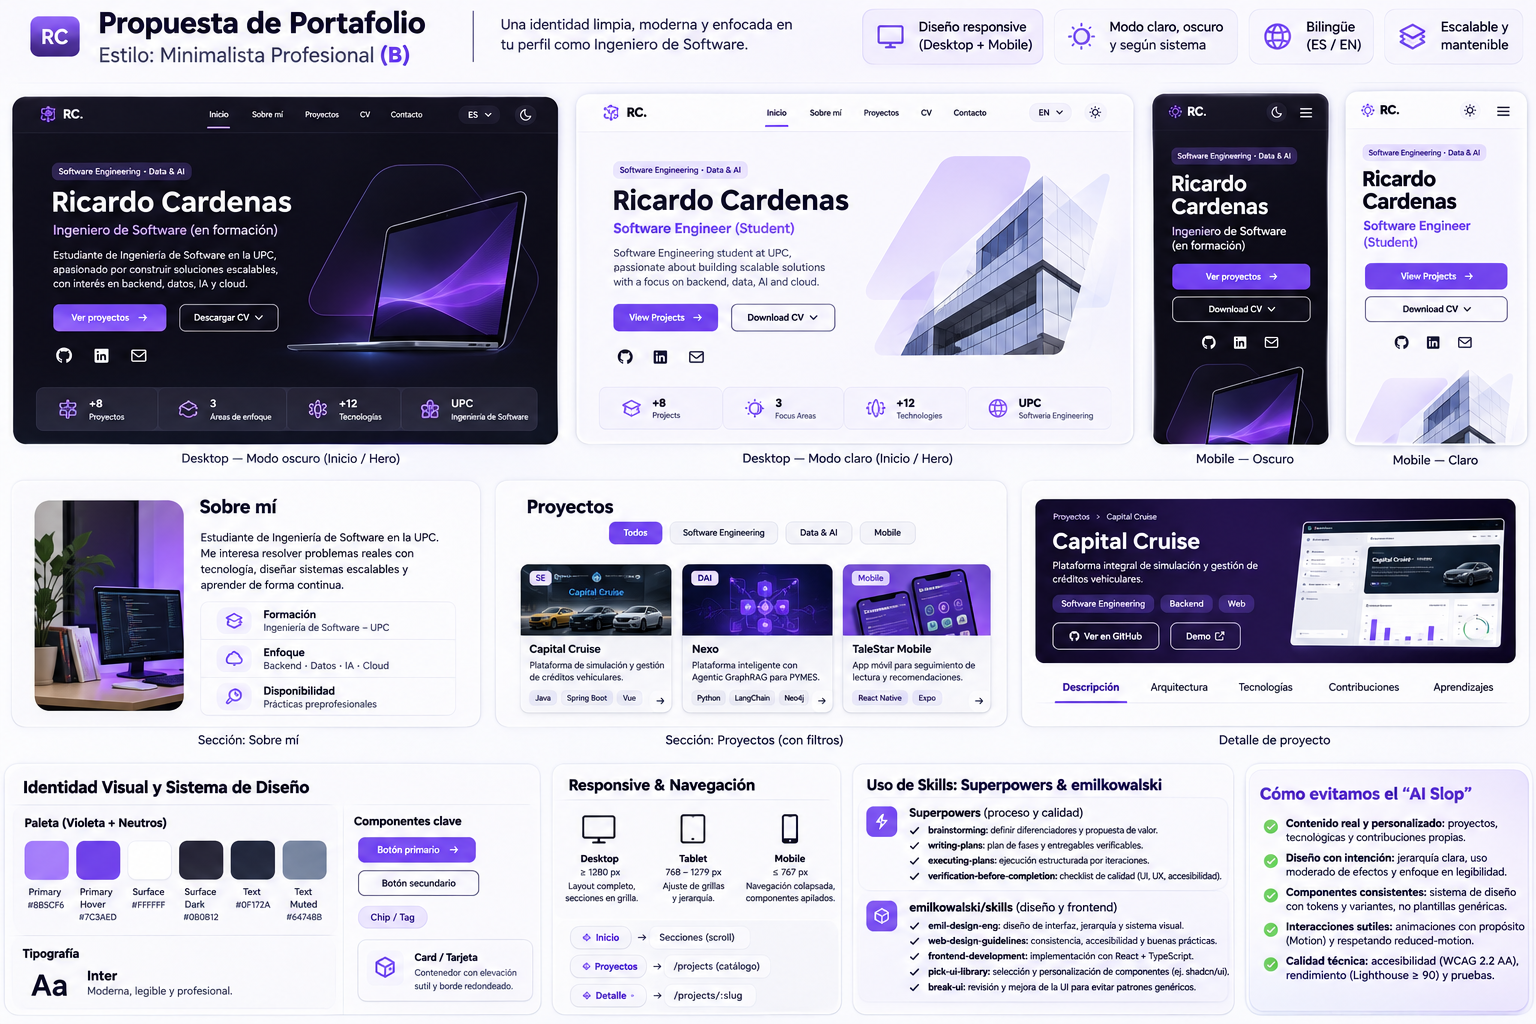 RC
Propuesta de Portafolio
Estilo: Minimalista Profesional (B)
Una identidad limpia, moderna y enfocada en
tu perfil como Ingeniero de Software.
Diseño responsive
(Desktop + Mobile)
Modo claro, oscuro
y según sistema
Bilingüe
(ES / EN)
Escalable y
mantenible
RC.
Inicio
Sobre mí
Proyectos
CV
Contacto
ES
Software Engineering • Data & AI
Ricardo Cardenas
Ingeniero de Software (en formación)
Estudiante de Ingeniería de Software en la UPC,
apasionado por construir soluciones escalables,
con interés en backend, datos, IA y cloud.
Ver proyectos →
Descargar CV
+8
Proyectos
3
Áreas de enfoque
+12
Tecnologías
UPC
Ingeniería de Software
Desktop — Modo oscuro (Inicio / Hero)
RC.
Inicio
Sobre mí
Proyectos
CV
Contacto
EN
Software Engineering • Data & AI
Ricardo Cardenas
Software Engineer (Student)
Software Engineering student at UPC,
passionate about building scalable solutions
with a focus on backend, data, AI and cloud.
View Projects →
Download CV
+8
Projects
3
Focus Areas
+12
Technologies
UPC
Softweria Engineering
Desktop — Modo claro (Inicio / Hero)
RC.
Software Engineering • Data & AI
Ricardo
Cardenas
Ingeniero de Software
(en formación)
Ver proyectos →
Download CV
Mobile — Oscuro
RC.
Software Engineering • Data & AI
Ricardo
Cardenas
Software Engineer
(Student)
View Projects →
Download CV
Mobile — Claro
Sobre mí
Estudiante de Ingeniería de Software en la UPC.
Me interesa resolver problemas reales con
tecnología, diseñar sistemas escalables y
aprender de forma continua.
Formación
Ingeniería de Software – UPC
Enfoque
Backend · Datos · IA · Cloud
Disponibilidad
Prácticas preprofesionales
Sección: Sobre mí
Proyectos
Todos
Software Engineering
Data & AI
Mobile
SE
Capital Cruise
Capital Cruise
Plataforma de simulación y gestión
de créditos vehiculares.
Java
Spring Boot
Vue
→
DAI
Nexo
Plataforma inteligente con
Agentic GraphRAG para PYMES.
Python
LangChain
Neo4j
→
Mobile
TaleStar Mobile
App móvil para seguimiento de
lectura y recomendaciones.
React Native
Expo
→
Sección: Proyectos (con filtros)
Proyectos > Capital Cruise
Capital Cruise
Plataforma integral de simulación y gestión de
créditos vehiculares.
Software Engineering
Backend
Web
Ver en GitHub
Demo
Capital Cruise
Descripción
Arquitectura
Tecnologías
Contribuciones
Aprendizajes
Detalle de proyecto
Identidad Visual y Sistema de Diseño
Paleta (Violeta + Neutros)
Primary
#8B5CF6
Primary
Hover
#7C3AED
Surface
#FFFFFF
Surface
Dark
#0B0B12
Text
#0F172A
Text
Muted
#64748B
Tipografía
Aa
Inter
Moderna, legible y profesional.
Componentes clave
Botón primario →
Botón secundario
Chip / Tag
Card / Tarjeta
Contenedor con elevación
sutil y borde redondeado.
Responsive & Navegación
Desktop
≥ 1280 px
Layout completo,
secciones en grilla.
Tablet
768 – 1279 px
Ajuste de grillas
y jerarquía.
Mobile
≤ 767 px
Navegación colapsada,
componentes apilados.
Inicio → Secciones (scroll)
Proyectos → /projects (catálogo)
Detalle → /projects/:slug
Uso de Skills: Superpowers & emilkowalski
Superpowers (proceso y calidad)
brainstorming: definir diferenciadores y propuesta de valor.
writing-plans: plan de fases y entregables verificables.
executing-plans: ejecución estructurada por iteraciones.
verification-before-completion: checklist de calidad (UI, UX, accesibilidad).
emilkowalski/skills (diseño y frontend)
emil-design-eng: diseño de interfaz, jerarquía y sistema visual.
web-design-guidelines: consistencia, accesibilidad y buenas prácticas.
frontend-development: implementación con React + TypeScript.
pick-ui-library: selección y personalización de componentes (ej. shadcn/ui).
break-ui: revisión y mejora de la UI para evitar patrones genéricos.
Cómo evitamos el “AI Slop”
Contenido real y personalizado: proyectos,
tecnologicas y contribuciones propias.
Diseño con intención: jerarquía clara, uso
moderado de efectos y enfoque en legibilidad.
Componentes consistentes: sistema de diseño
con tokens y variantes, no plantillas genéricas.
Interacciones sutiles: animaciones con propósito
(Motion) y respetando reduced-motion.
Calidad técnica: accesibilidad (WCAG 2.2 AA),
rendimiento (Lighthouse ≥ 90) y pruebas.